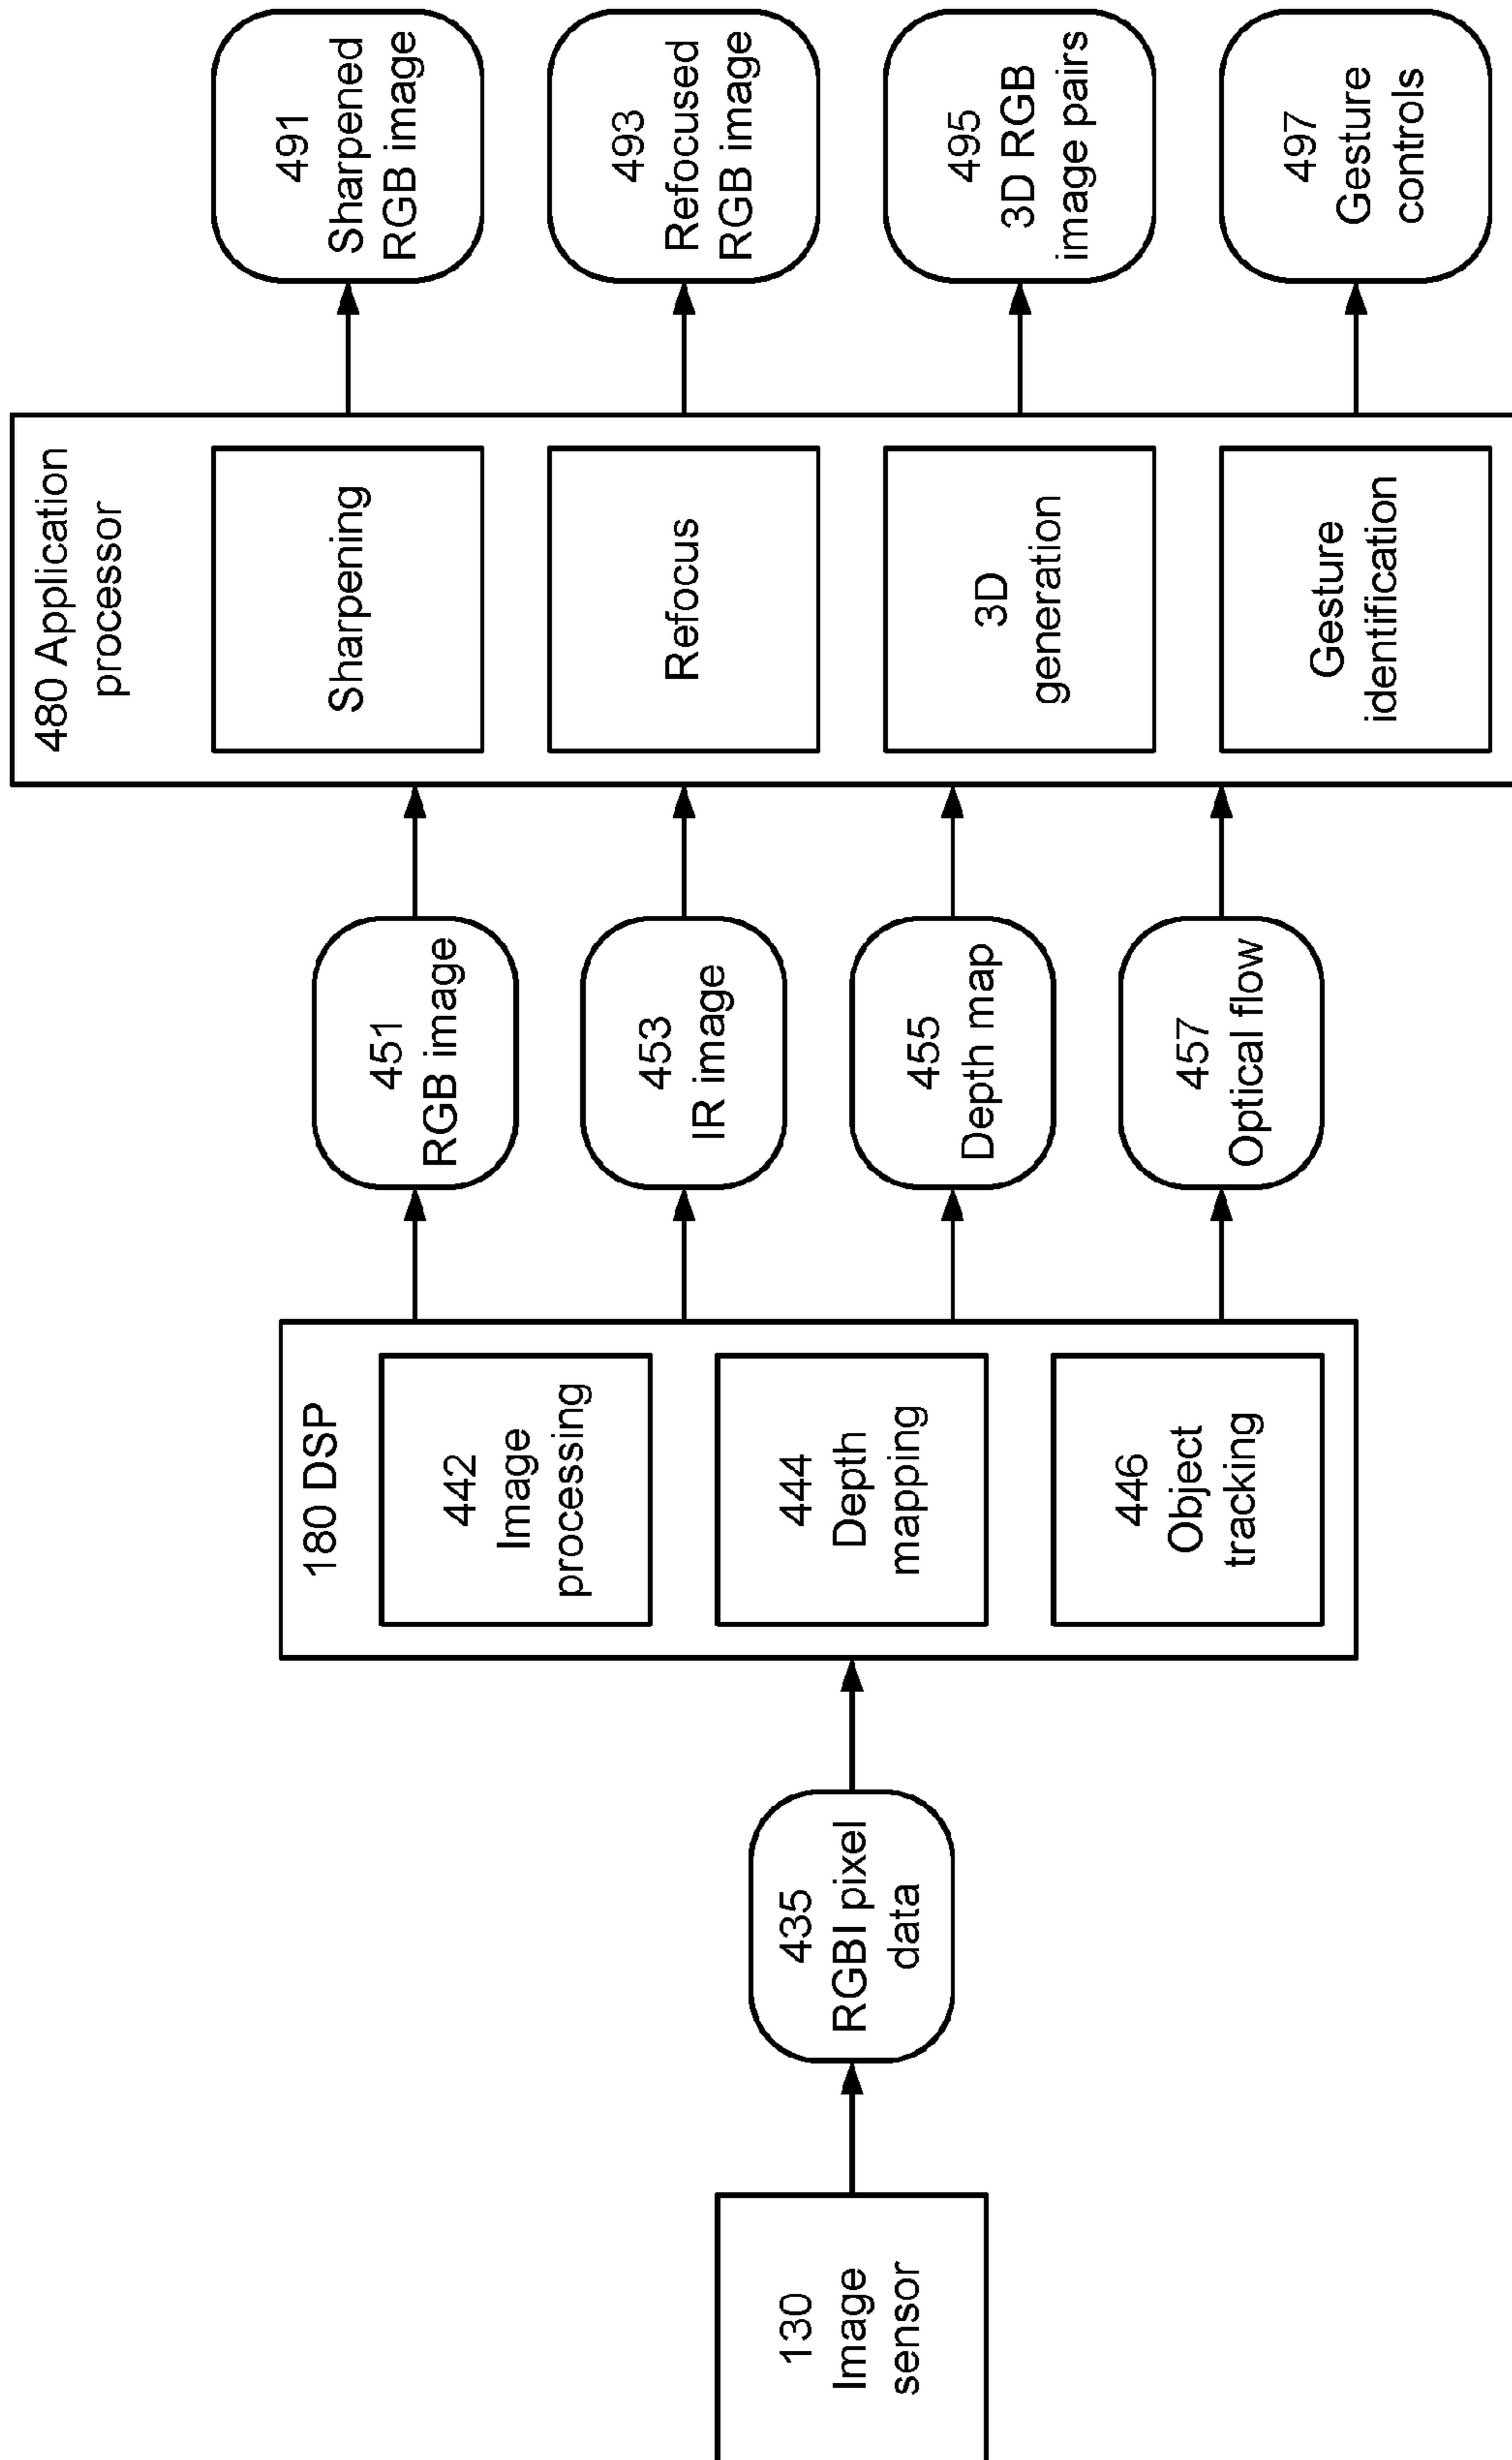 130
Image
sensor
435
RGBI pixel
data
180 DSP
442
Image
processing
444
Depth
mapping
446
Object
tracking
451
RGB image
453
IR image
455
Depth map
457
Optical flow
480 Application
processor
Sharpening
Refocus
3D
generation
Gesture
identification
491
Sharpened
RGB image
493
Refocused
RGB image
495
3D RGB
image pairs
497
Gesture
controls